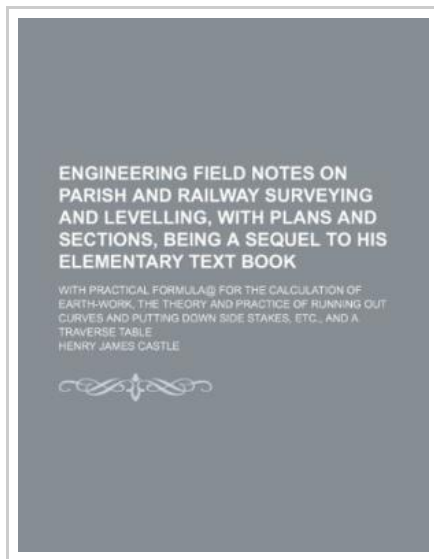 ENGINEERING FIELD NOTES ON
PARISH AND RAILWAY SURVEYING
AND LEVELLING, WITH PLANS AND
SECTIONS, BEING A SEQUEL TO HIS
ELEMENTARY TEXT BOOK
WITH PRACTICAL FORMULA@ FOR THE CALCULATION OF
EARTH-WORK, THE THEORY AND PRACTICE OF RUNNING OUT
CURVES AND PUTTING DOWN SIDE STAKES, ETC., AND A
TRAVERSE TABLE
HENRY JAMES CASTLE